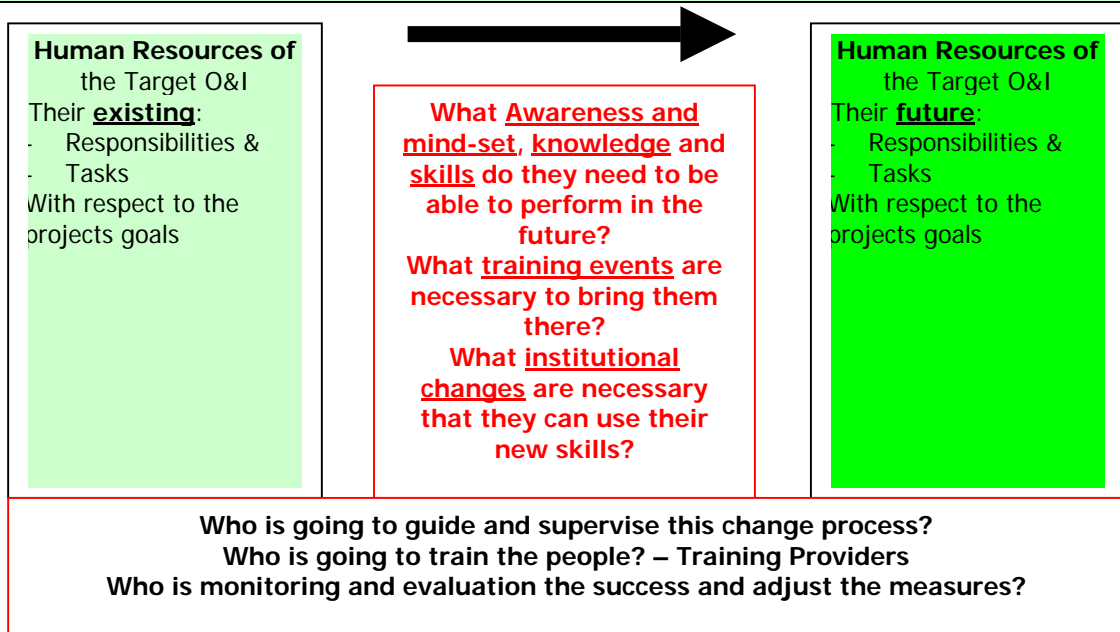 Human Resources of
the Target O&I
Their existing:
- Responsibilities &
- Tasks
With respect to the
projects goals
What Awareness and
mind-set, knowledge and
skills do they need to be
able to perform in the
future?
What training events are
necessary to bring them
there?
What institutional
changes are necessary
that they can use their
new skills?
Human Resources of
the Target O&I
Their future:
- Responsibilities &
- Tasks
With respect to the
projects goals
Who is going to guide and supervise this change process?
Who is going to train the people? – Training Providers
Who is monitoring and evaluation the success and adjust the measures?